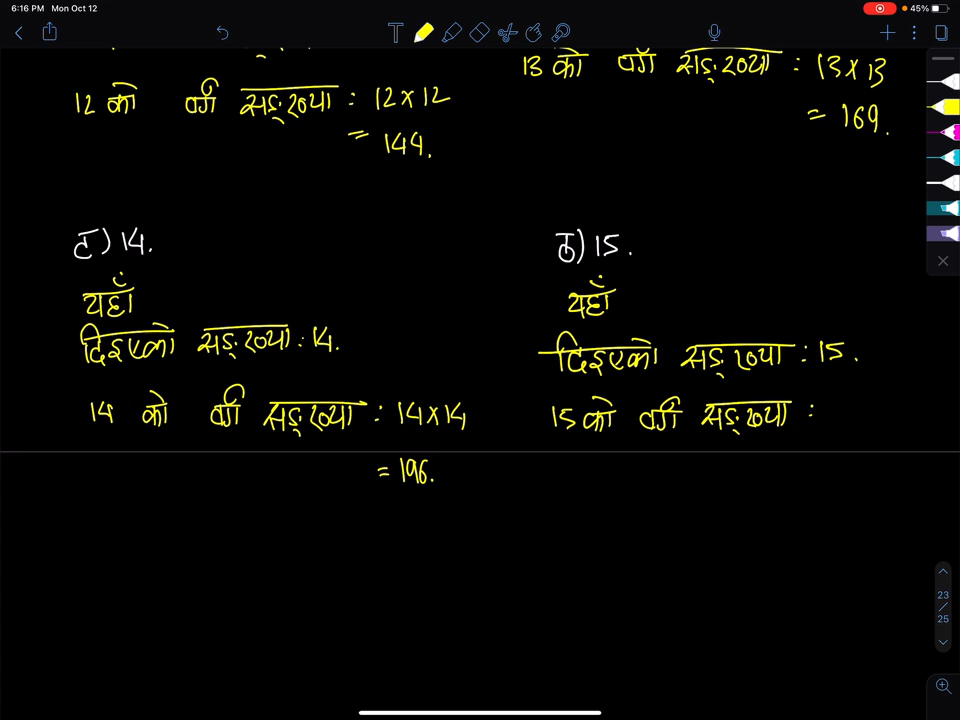 6:16 PM Mon Oct 12
45%
T
12 को वर्ग सङ्ख्या : 12 × 12
= 144.
13 को वर्ग सङ्ख्या : 13 × 13
= 169.
ट) 14.
यहाँ
दिइएको सङ्ख्या : 14.
14 को वर्ग सङ्ख्या : 14 × 14
= 196.
ठ) 15.
यहाँ
दिइएको सङ्ख्या : 15.
15 को वर्ग सङ्ख्या :
23
/
25